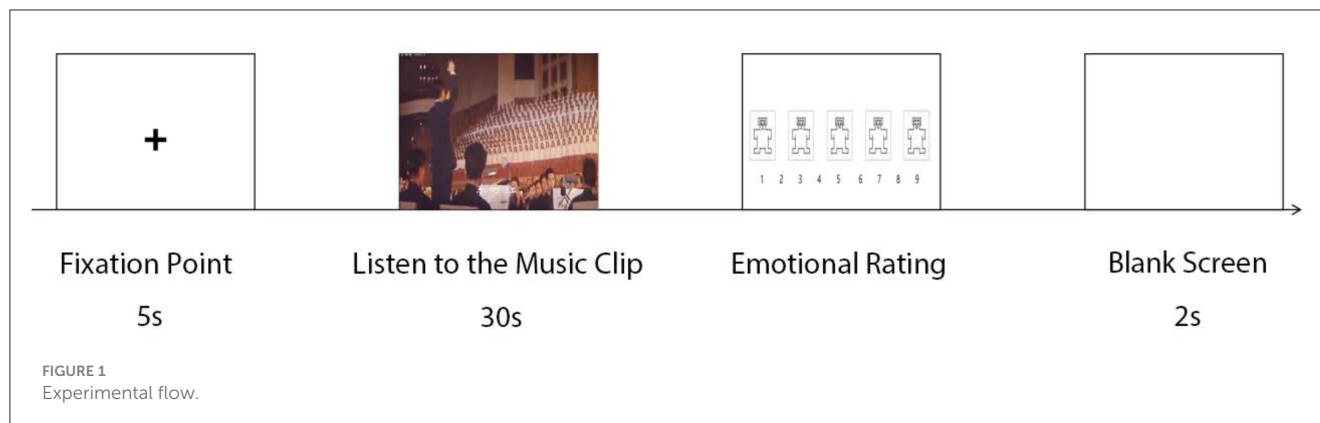 +
1 2 3 4 5 6 7 8 9
Fixation Point Listen to the Music Clip Emotional Rating Blank Screen
5s 30s 2s
FIGURE 1
Experimental flow.